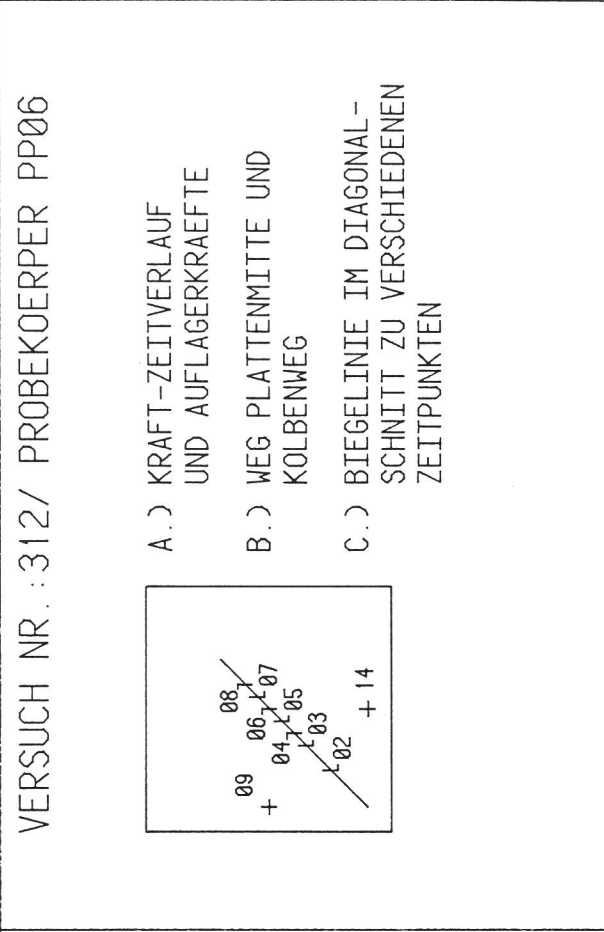 VERSUCH NR.:312/ PROBEKOERPER PP06
A.) KRAFT-ZEITVERLAUF
UND AUFLAGERKRAEFTE
B.) WEG PLATTENMITTE UND
KOLBENWEG
C.) BIEGELINIE IM DIAGONAL-
SCHNITT ZU VERSCHIEDENEN
ZEITPUNKTEN
09
08
07
06
05
04
03
02
14